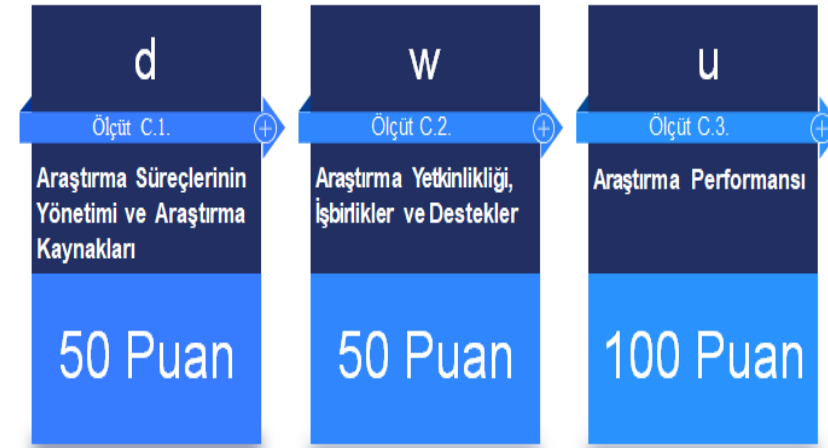 d
Ölçüt C.1.
Araştırma Süreçlerinin
Yönetimi ve Araştırma
Kaynakları
50 Puan
w
Ölçüt C.2.
Araştırma Yetkinlikliği,
İşbirlikler ve Destekler
50 Puan
u
Ölçüt C.3.
Araştırma Performansı
100 Puan